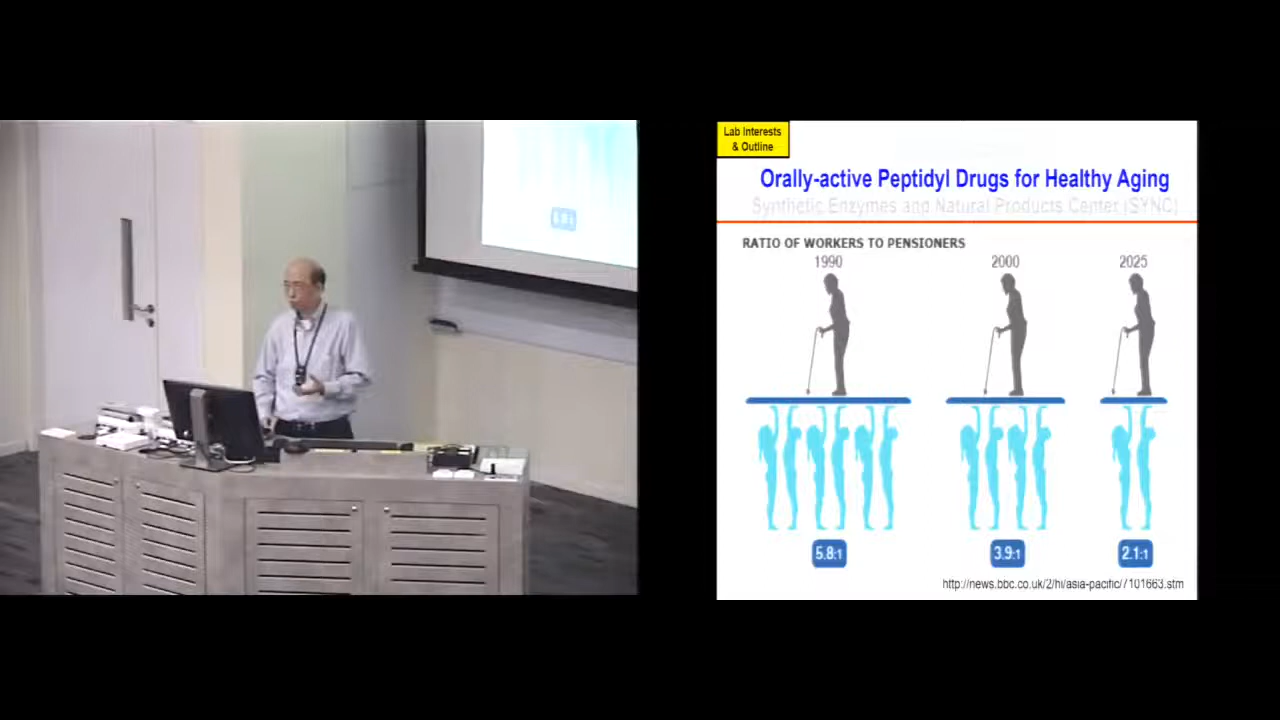 Lab Interests
& Outline
Orally-active Peptidyl Drugs for Healthy Aging
Synthetic Enzymes and Natural Products Center (SYNC)
RATIO OF WORKERS TO PENSIONERS
1990
2000
2025
5.8:1
3.9:1
2.1:1
http://news.bbc.co.uk/2/hi/asia-pacific/7101663.stm